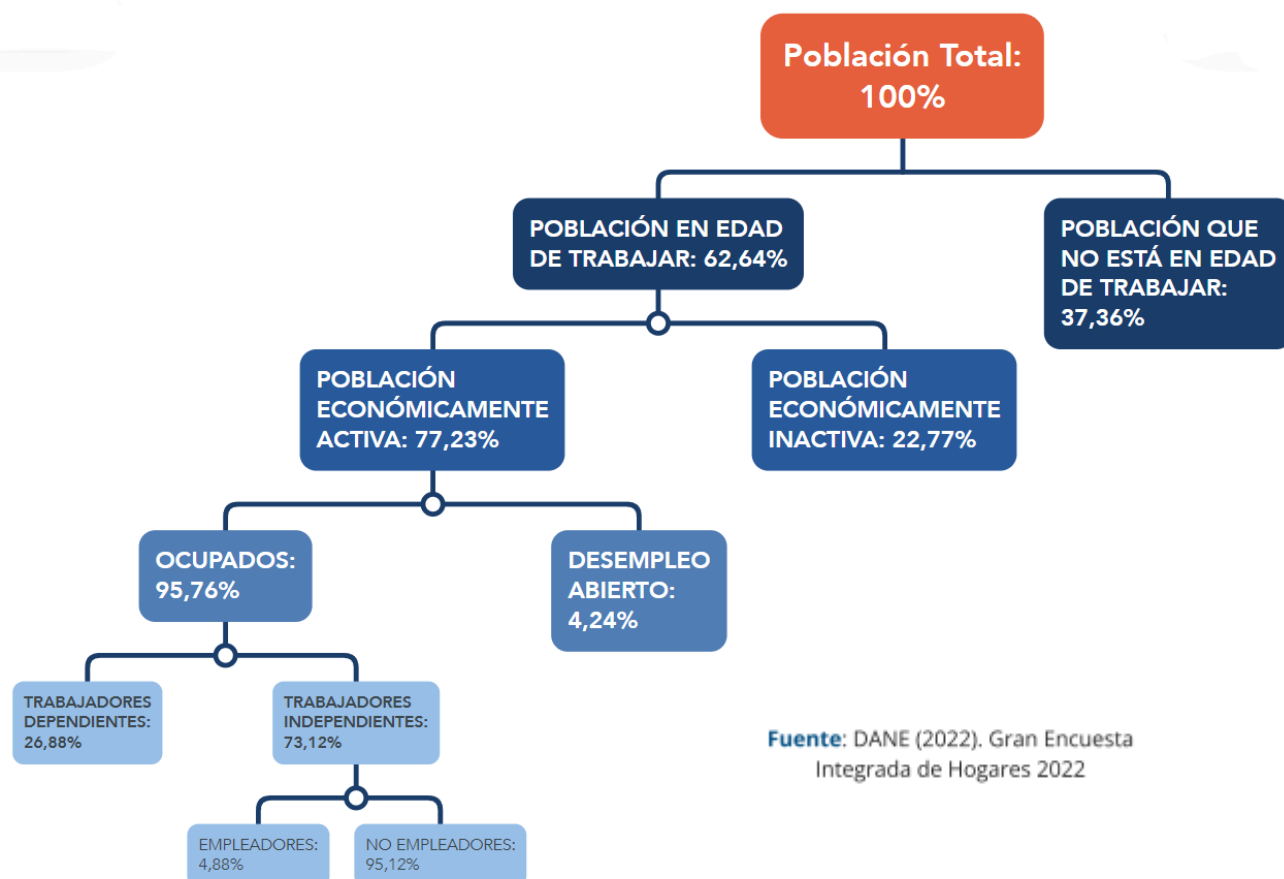 Población Total:
100%
POBLACIÓN EN EDAD
DE TRABAJAR: 62,64%
POBLACIÓN QUE
NO ESTÁ EN EDAD
DE TRABAJAR:
37,36%
POBLACIÓN
ECONÓMICAMENTE
ACTIVA: 77,23%
POBLACIÓN
ECONÓMICAMENTE
INACTIVA: 22,77%
OCUPADOS:
95,76%
DESEMPLEO
ABIERTO:
4,24%
TRABAJADORES
DEPENDIENTES:
26,88%
TRABAJADORES
INDEPENDIENTES:
73,12%
EMPLEADORES:
4,88%
NO EMPLEADORES:
95,12%
Fuente: DANE (2022). Gran Encuesta
Integrada de Hogares 2022